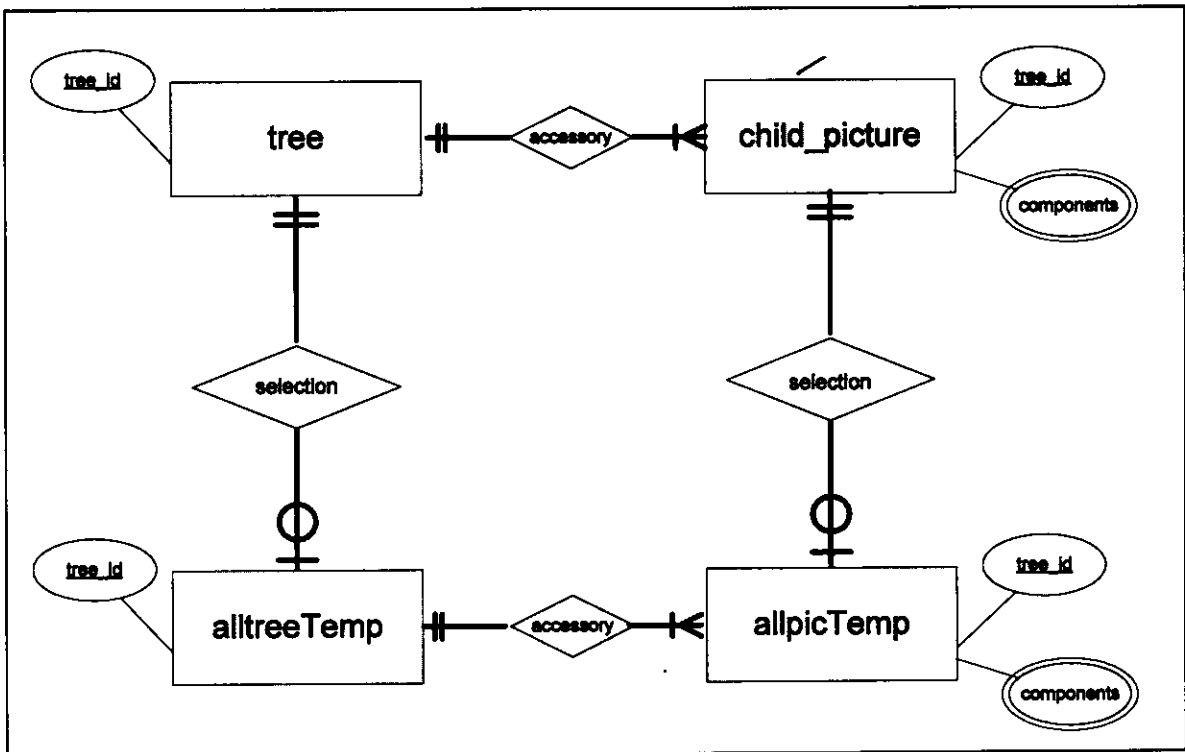 tree_id
tree
accessory
child_picture
tree_id
components
selection
selection
tree_id
alltreeTemp
accessory
allpicTemp
tree_id
components